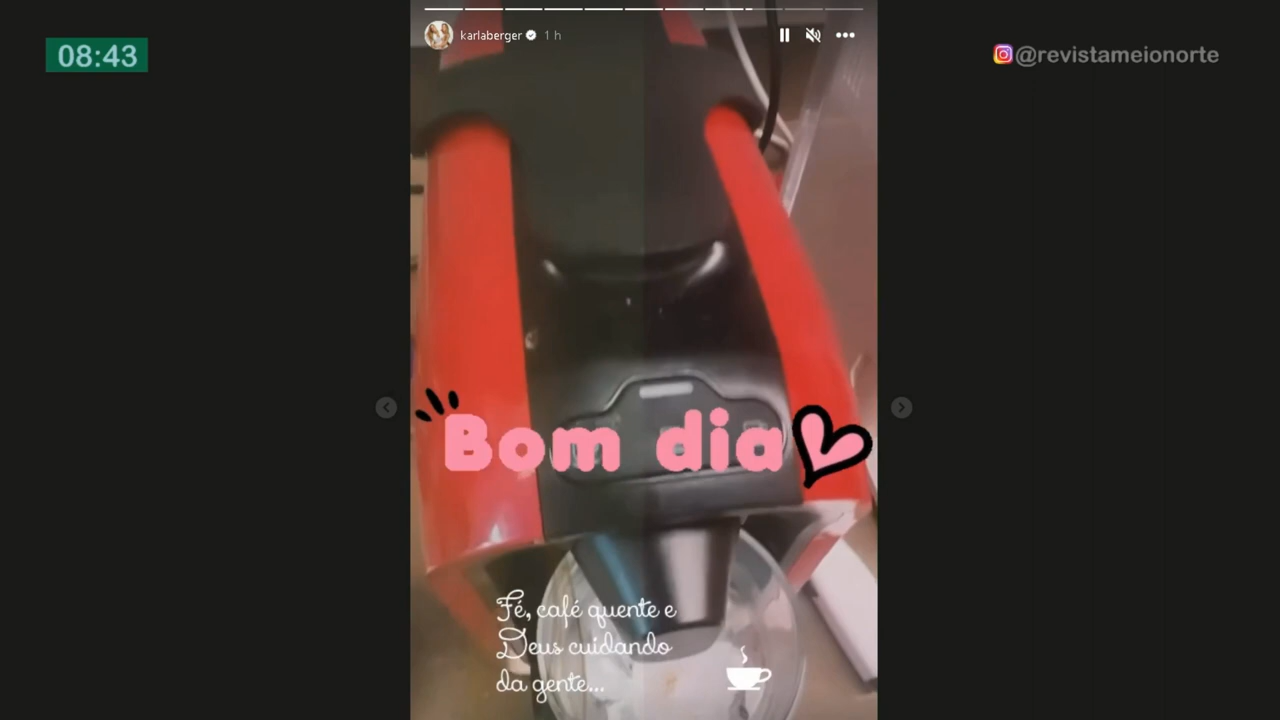 08:43
karlaberger 1 h
@revistameionorte
Bom dia
Fé, café quente e
Deus cuidando
da gente...